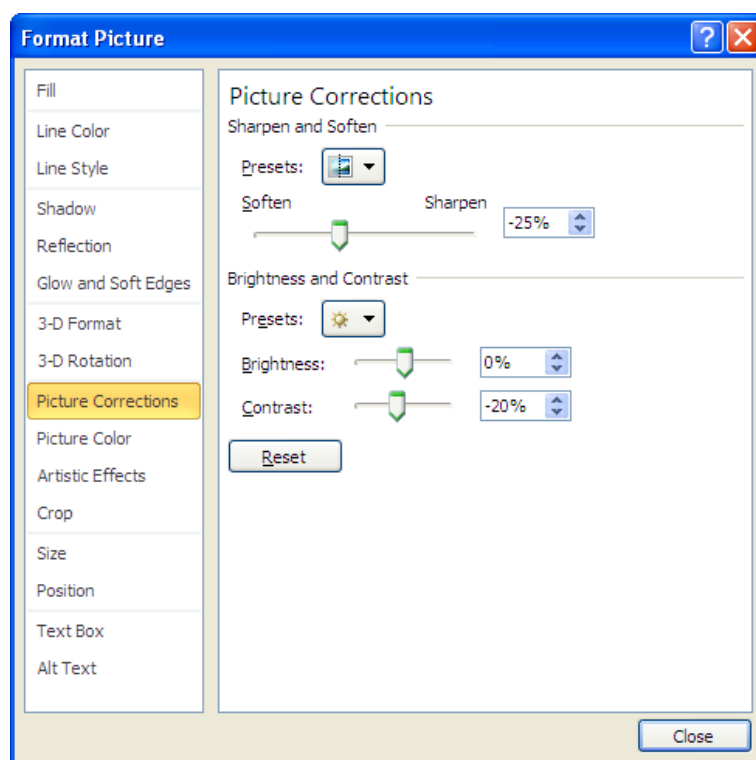 Format Picture
?
Fill
Line Color
Line Style
Shadow
Reflection
Glow and Soft Edges
3-D Format
3-D Rotation
Picture Corrections
Picture Color
Artistic Effects
Crop
Size
Position
Text Box
Alt Text
Picture Corrections
Sharpen and Soften
Presets:
Soften Sharpen
-25%
Brightness and Contrast
Presets:
Brightness: 0%
Contrast: -20%
Reset
Close